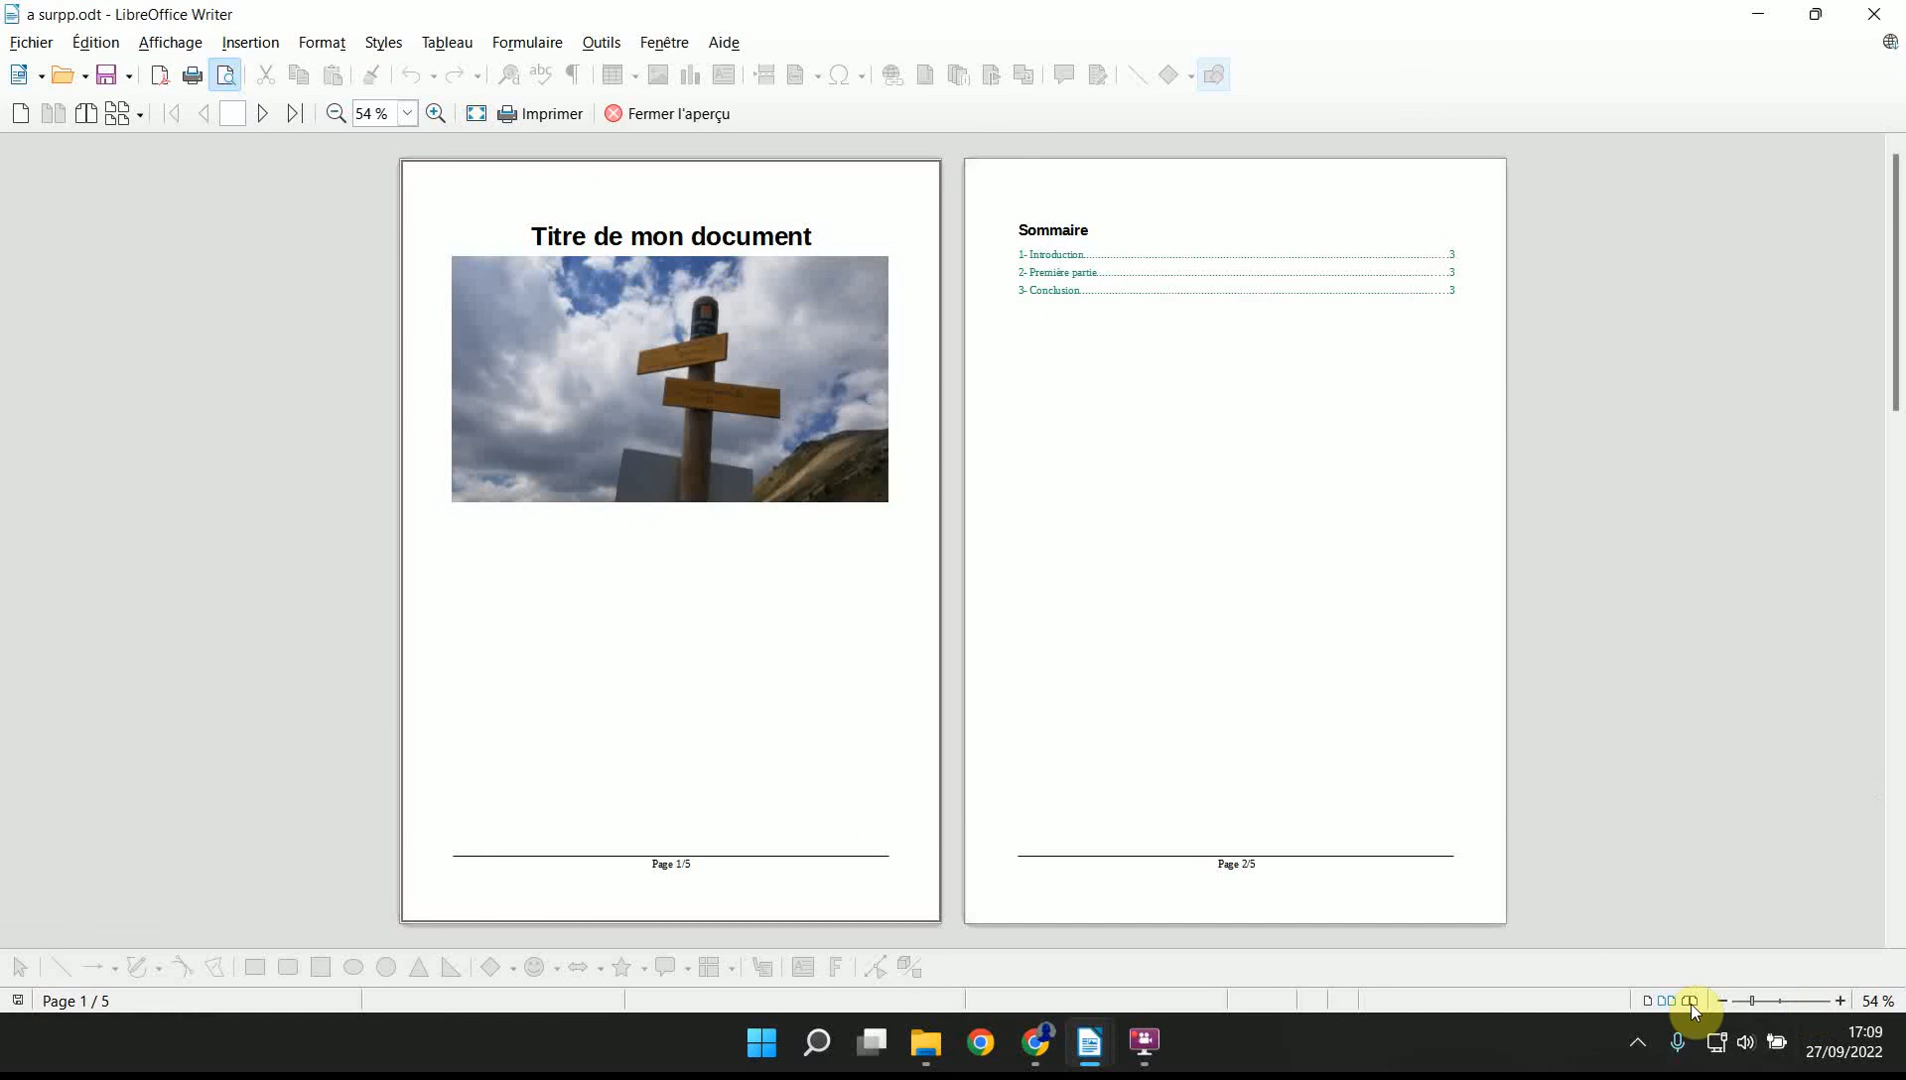 a surpp.odt - LibreOffice Writer
Fichier Édition Affichage Insertion Format Styles Tableau Formulaire Outils Fenêtre Aide
54 % Imprimer Fermer l'aperçu
Titre de mon document
Page 1/5
Sommaire
1- Introduction.....3
2- Première partie.....3
3- Conclusion.....3
Page 2/5
Page 1 / 5
54 %
17:09
27/09/2022